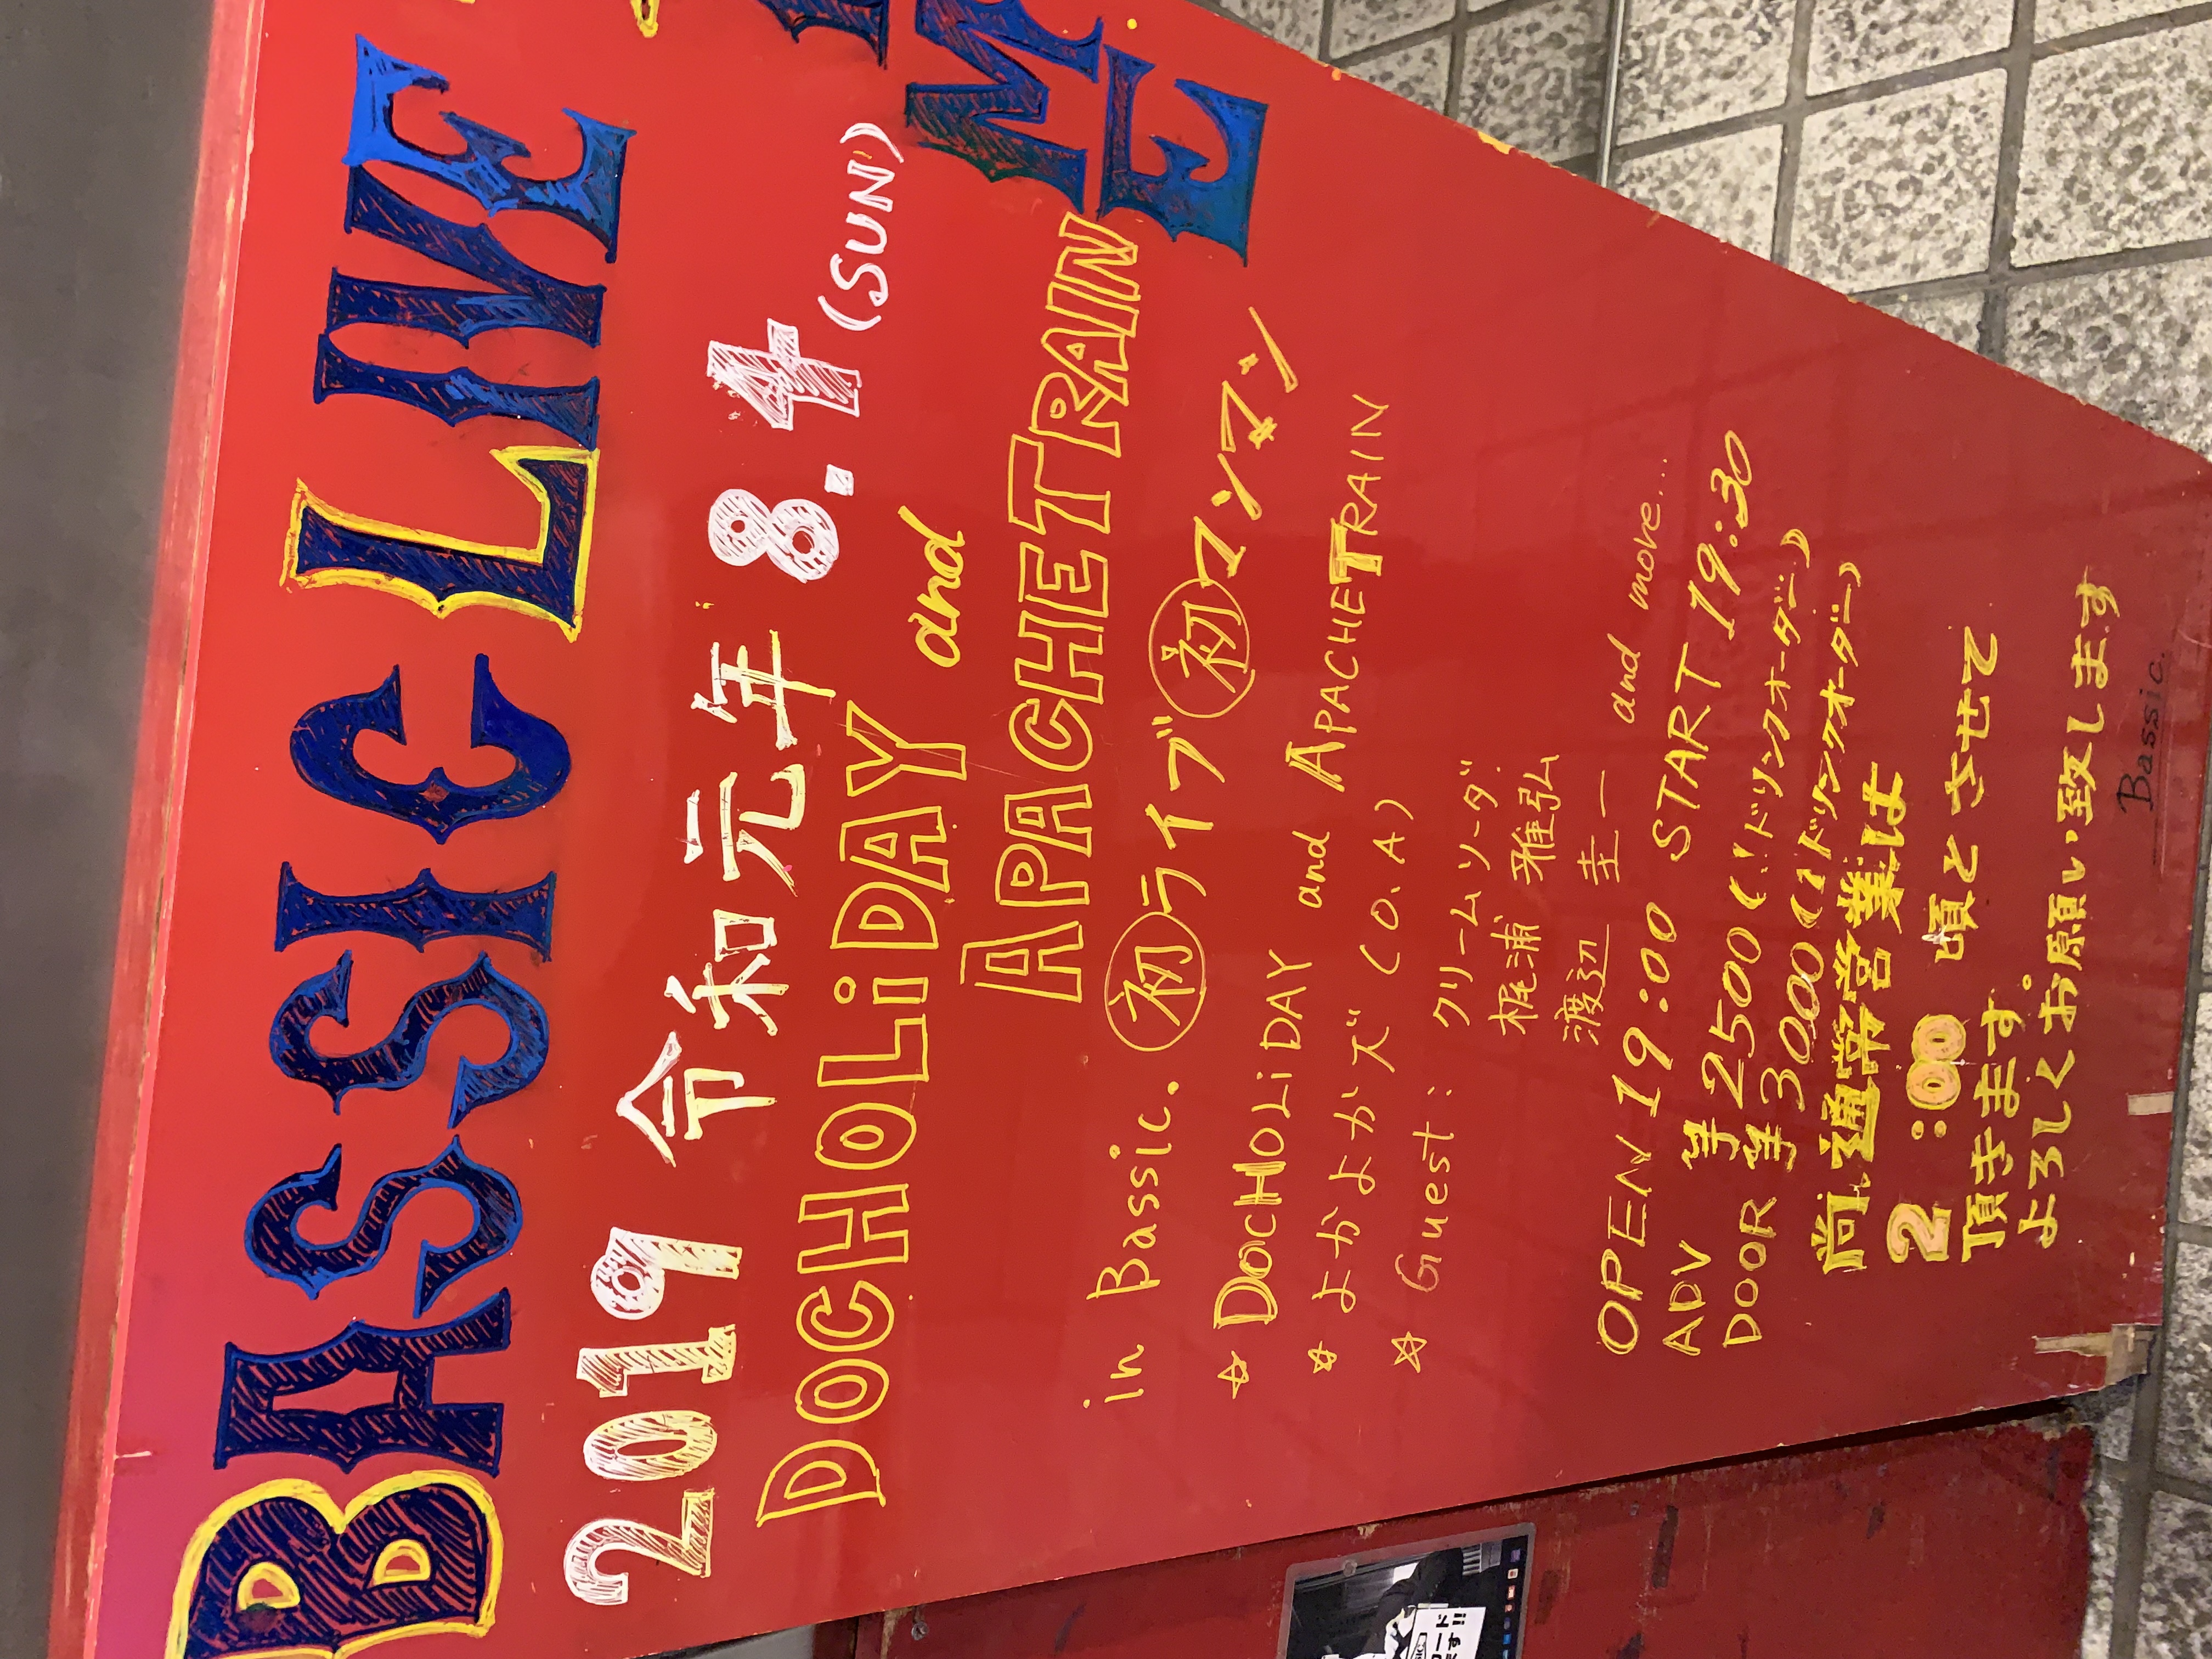 BASSIC LIVE TIME
2019 令和元年 8.4 (SUN)
DOCHOLiDAY and
APACHETRAIN
in Bassic. 初ライブ初ワンマン
☆ DOCHOLiDAY and APACHETRAIN
☆ よかよかズ (O.A)
☆ Guest: クリームソーダ
梶浦 雅弘
渡辺 圭一 and more...
OPEN 19:00 START 19:30
ADV ¥2500 (1ドリンクオーダー)
DOOR ¥3000 (1ドリンクオーダー)
尚、通常営業は
2:00 頃とさせて
頂きます。
よろしくお願い致します
Bassic.